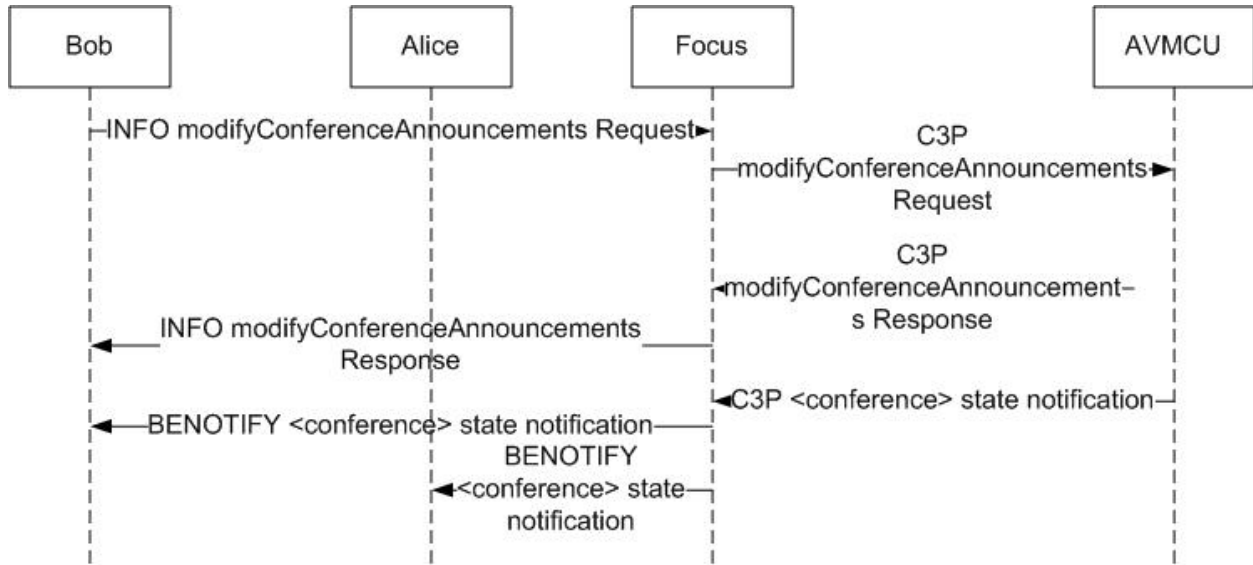 Bob
Alice
Focus
AVMCU
INFO modifyConferenceAnnouncements Request
C3P
modifyConferenceAnnouncements
Request
C3P
modifyConferenceAnnouncement
s Response
INFO modifyConferenceAnnouncements
Response
C3P <conference> state notification
BENOTIFY <conference> state notification
BENOTIFY
<conference> state
notification